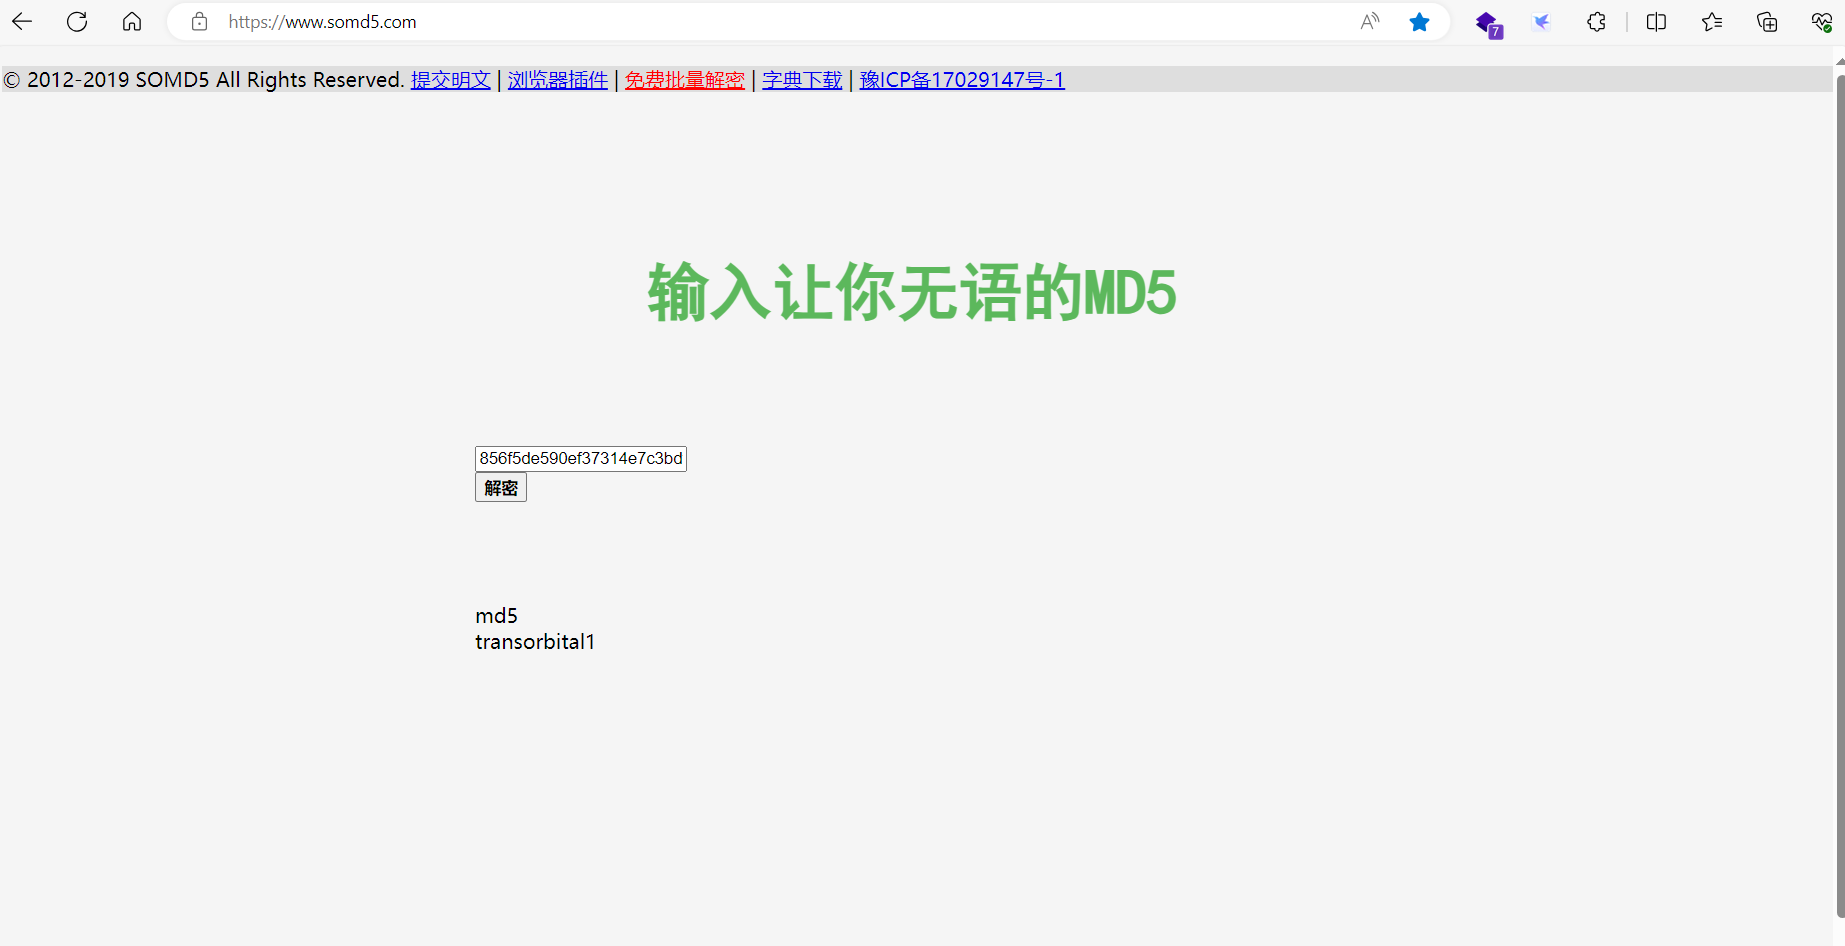 https://www.somd5.com
7
© 2012-2019 SOMD5 All Rights Reserved. 提交明文 | 浏览器插件 | 免费批量解密 | 字典下载 | 豫ICP备17029147号-1
输入让你无语的MD5
856f5de590ef37314e7c3bd
解密
md5
transorbital1